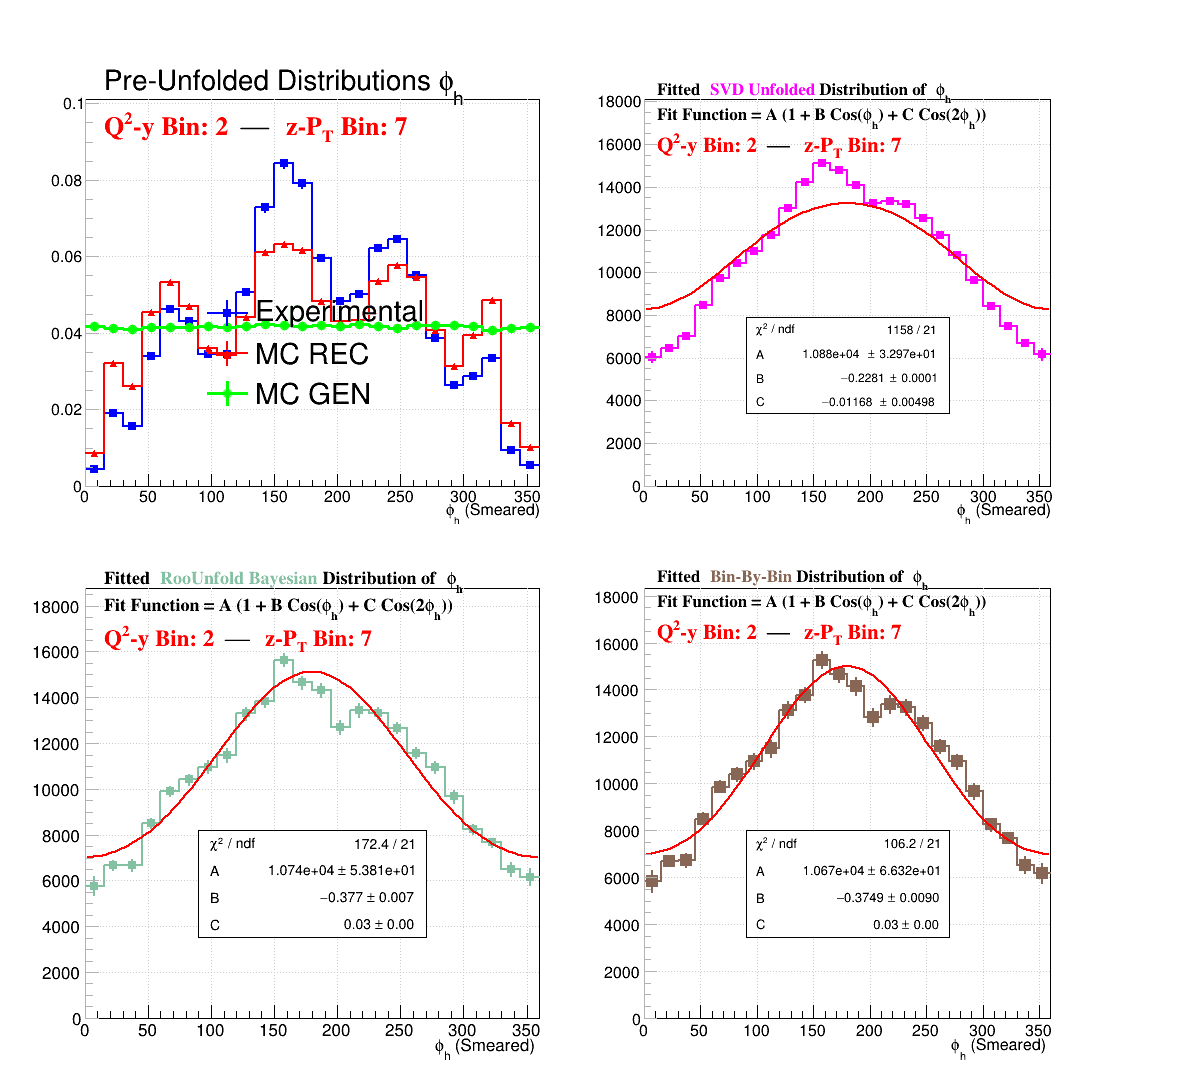 Pre-Unfolded Distributions ϕh
Q²-y Bin: 2 — z-PT Bin: 7
0.1
0.08
0.06
0.04
0.02
0
Experimental
MC REC
MC GEN
0 50 100 150 200 250 300 350
ϕh (Smeared)
Fitted SVD Unfolded Distribution of ϕh
Fit Function = A (1 + B Cos(ϕh) + C Cos(2ϕh))
Q²-y Bin: 2 — z-PT Bin: 7
18000
16000
14000
12000
10000
8000
6000
4000
2000
0
χ² / ndf 1158 / 21
A 1.088e+04 ± 3.297e+01
B −0.2281 ± 0.0001
C −0.01168 ± 0.00498
0 50 100 150 200 250 300 350
ϕh (Smeared)
Fitted RooUnfold Bayesian Distribution of ϕh
Fit Function = A (1 + B Cos(ϕh) + C Cos(2ϕh))
Q²-y Bin: 2 — z-PT Bin: 7
18000
16000
14000
12000
10000
8000
6000
4000
2000
0
χ² / ndf 172.4 / 21
A 1.074e+04 ± 5.381e+01
B −0.377 ± 0.007
C 0.03 ± 0.00
0 50 100 150 200 250 300 350
ϕh (Smeared)
Fitted Bin-By-Bin Distribution of ϕh
Fit Function = A (1 + B Cos(ϕh) + C Cos(2ϕh))
Q²-y Bin: 2 — z-PT Bin: 7
18000
16000
14000
12000
10000
8000
6000
4000
2000
0
χ² / ndf 106.2 / 21
A 1.067e+04 ± 6.632e+01
B −0.3749 ± 0.0090
C 0.03 ± 0.00
0 50 100 150 200 250 300 350
ϕh (Smeared)